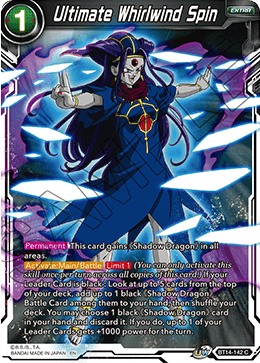 1 Ultimate Whirlwind Spin EXTRA
Permanent This card gains 《Shadow Dragon》 in all
areas.
Activate Main/Battle Limit 1 (You can only activate this
skill once per turn across all copies of this card.) If your
Leader Card is black : Look at up to 5 cards from the top
of your deck, add up to 1 black 《Shadow Dragon》
Battle Card among them to your hand, then shuffle your
deck. You may choose 1 black 《Shadow Dragon》 card
in your hand and discard it. If you do, up to 1 of your
Leader Cards gets +10000 power for the turn.
©B.S./S., T.A.
BANDAI MADE IN JAPAN EN
BT14-142 C